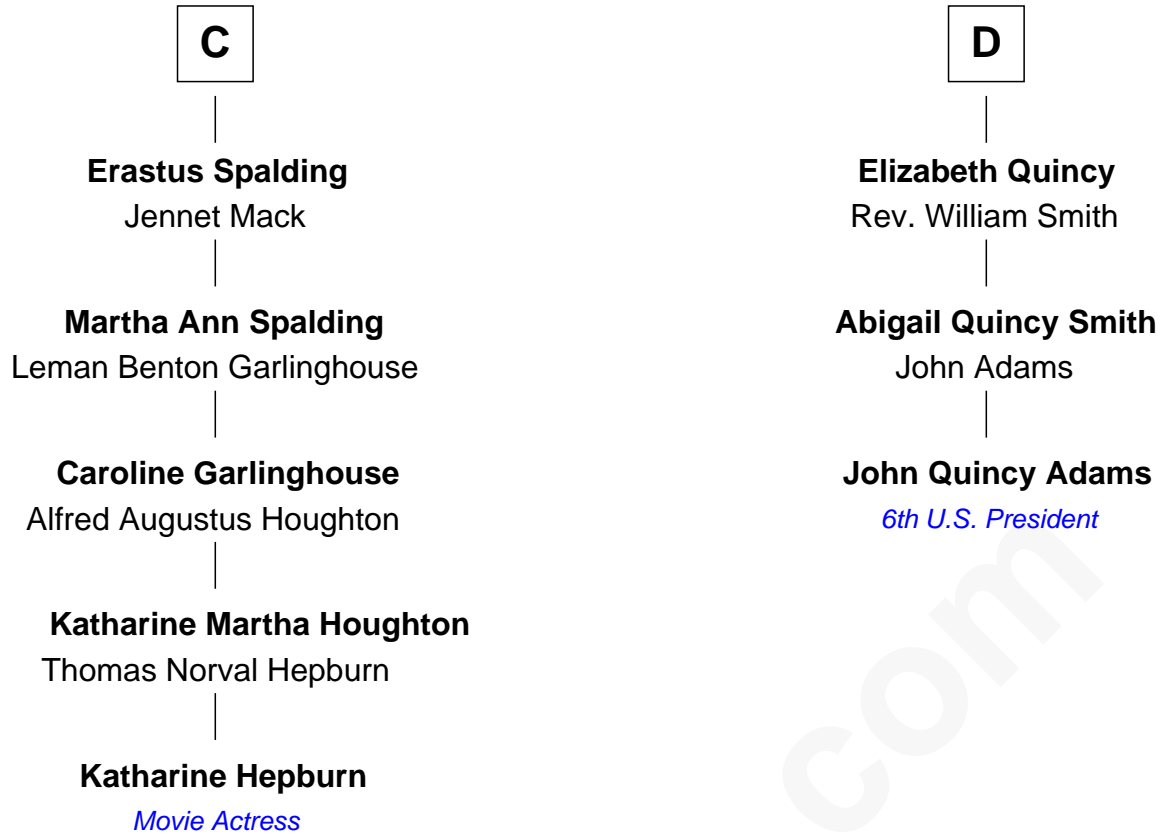 C
Erastus Spalding
Jennet Mack
Martha Ann Spalding
Leman Benton Garlinghouse
Caroline Garlinghouse
Alfred Augustus Houghton
Katharine Martha Houghton
Thomas Norval Hepburn
Katharine Hepburn
Movie Actress
D
Elizabeth Quincy
Rev. William Smith
Abigail Quincy Smith
John Adams
John Quincy Adams
6th U.S. President
com